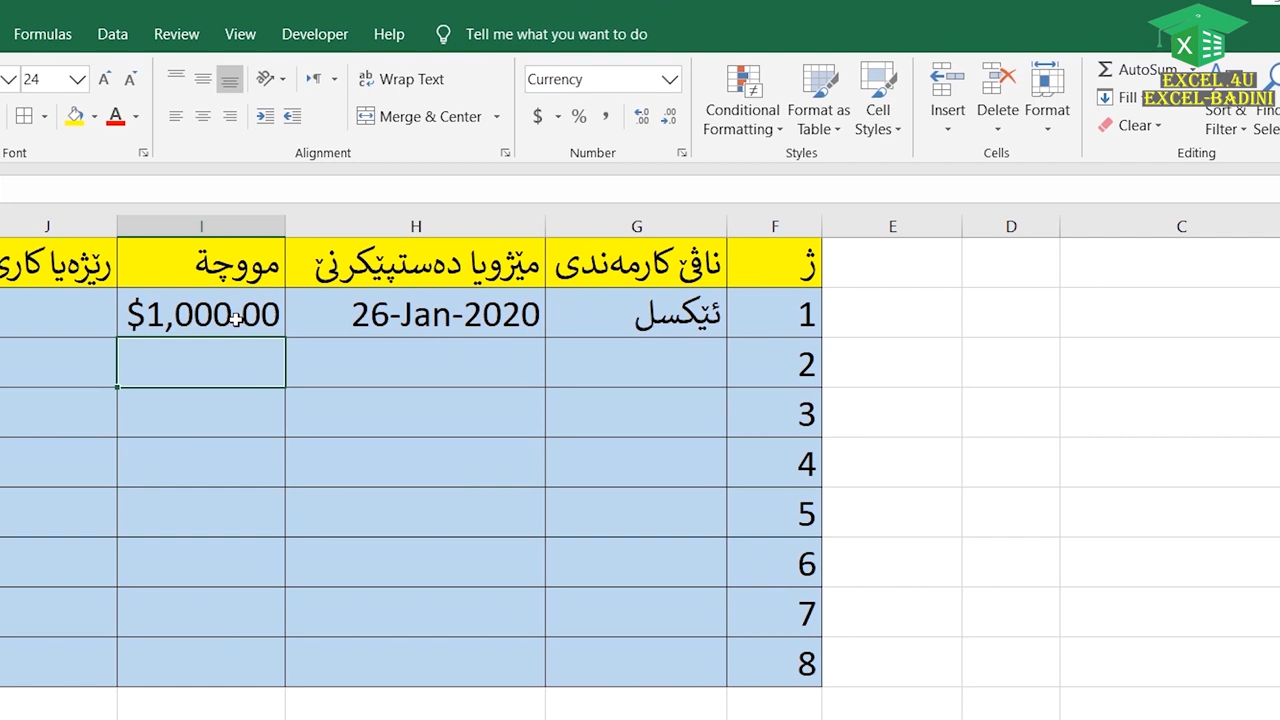 Formulas Data Review View Developer Help Tell me what you want to do
EXCEL.4U
EXCEL-BADINI
24 Wrap Text Currency AutoSum
Merge & Center $ % Conditional Formatting Format as Table Cell Styles Insert Delete Format Fill
Clear Sort & Filter
Font Alignment Number Styles Cells Editing
J I H G F E D C
ژ ناڤێ کارمەندی مێژویا دەستپێکرنێ مووچة رێژەیا
1 ئێکسل 26-Jan-2020 $1,000.00
2
3
4
5
6
7
8